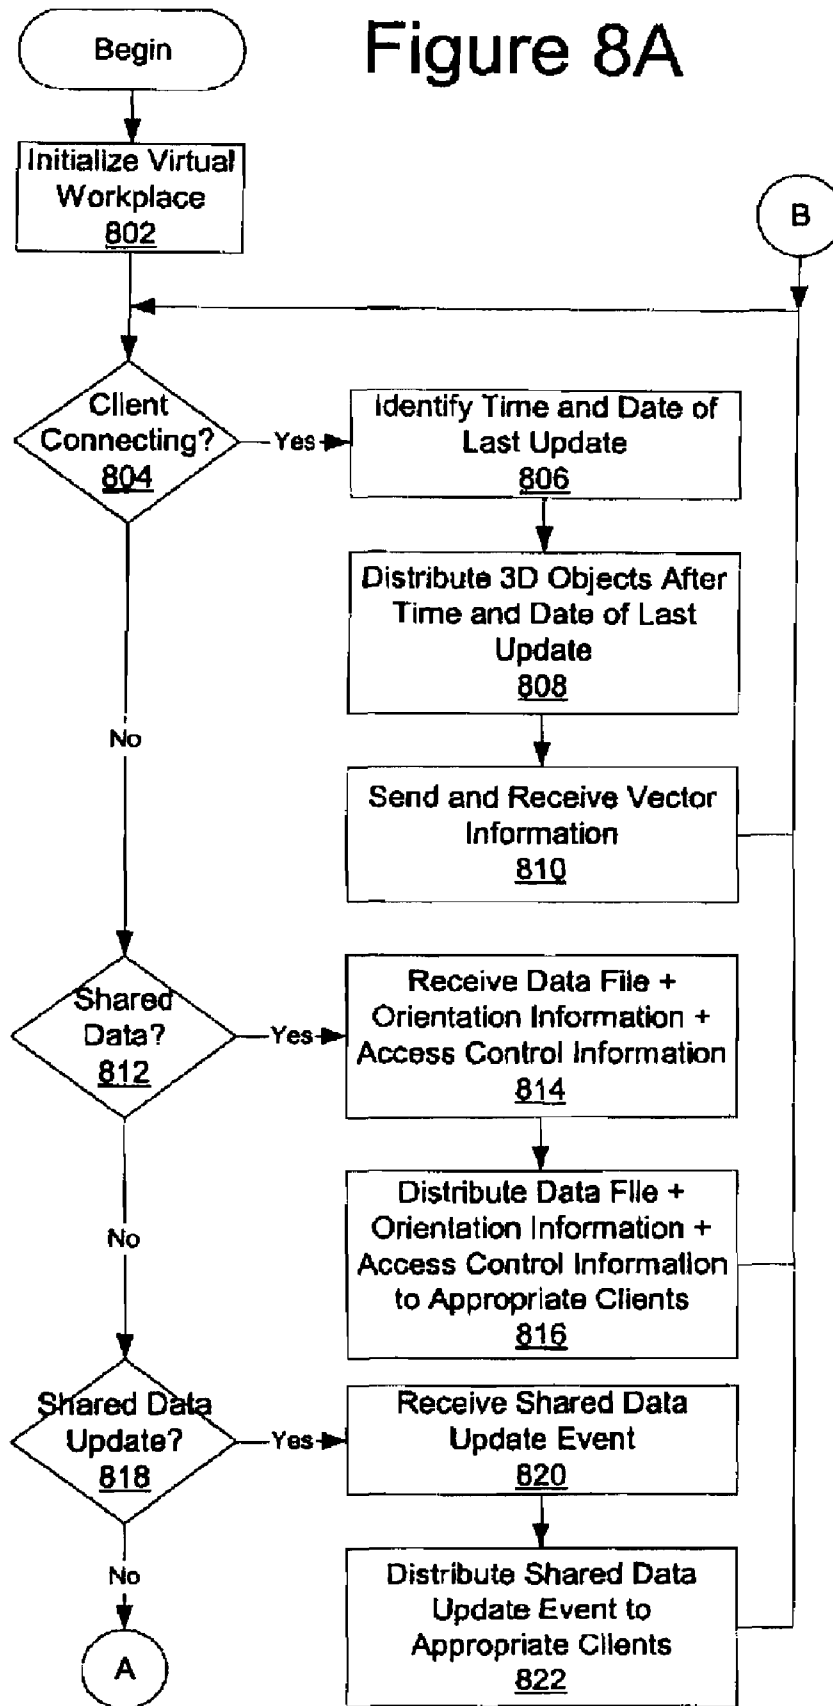 Figure 8A
Begin
Initialize Virtual
Workplace
802
B
Client
Connecting?
804
Yes
Identify Time and Date of
Last Update
806
Distribute 3D Objects After
Time and Date of Last
Update
808
No
Send and Receive Vector
Information
810
Shared
Data?
812
Yes
Receive Data File +
Orientation Information +
Access Control Information
814
No
Distribute Data File +
Orientation Information +
Access Control Information
to Appropriate Clients
816
Shared Data
Update?
818
Yes
Receive Shared Data
Update Event
820
No
Distribute Shared Data
Update Event to
Appropriate Clients
822
A